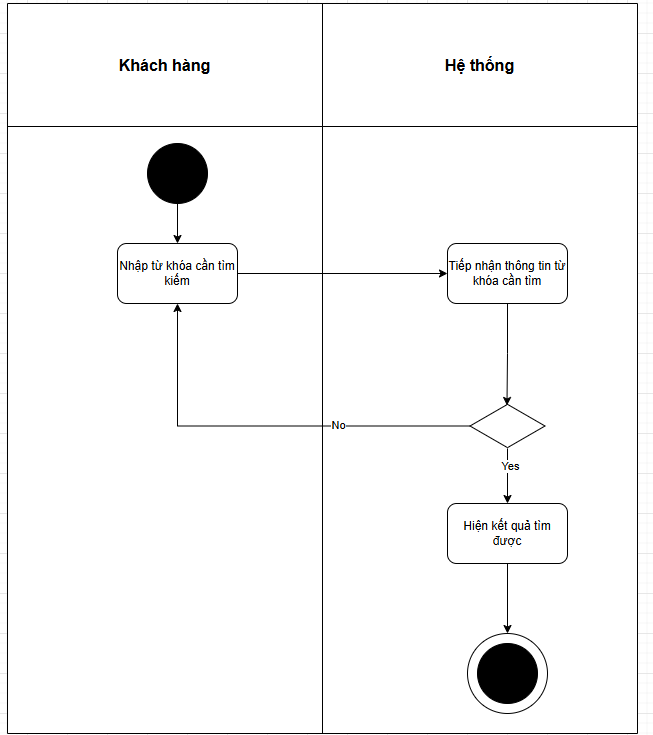 Khách hàng
Hệ thống
Nhập từ khóa cần tìm
kiếm
Tiếp nhận thông tin từ
khóa cần tìm
No
Yes
Hiện kết quả tìm
được